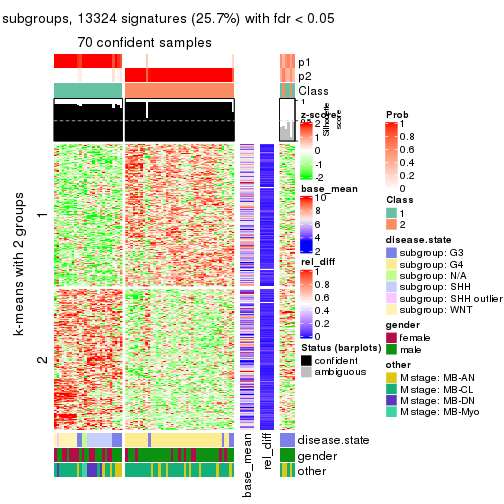 subgroups, 13324 signatures (25.7%) with fdr < 0.05
70 confident samples
p1
p2
Class
1
Silhouette
score
k-means with 2 groups
1
2
z-score
2
1
0
-1
-2
base_mean
10
8
6
4
2
rel_diff
1
0.8
0.6
0.4
0.2
0
Status (barplots)
confident
ambiguous
Prob
1
0.8
0.6
0.4
0.2
0
Class
1
2
disease.state
subgroup: G3
subgroup: G4
subgroup: N/A
subgroup: SHH
subgroup: SHH outlier
subgroup: WNT
gender
female
male
other
M stage: MB-AN
M stage: MB-CL
M stage: MB-DN
M stage: MB-Myo
disease.state
gender
other
base_mean
rel_diff